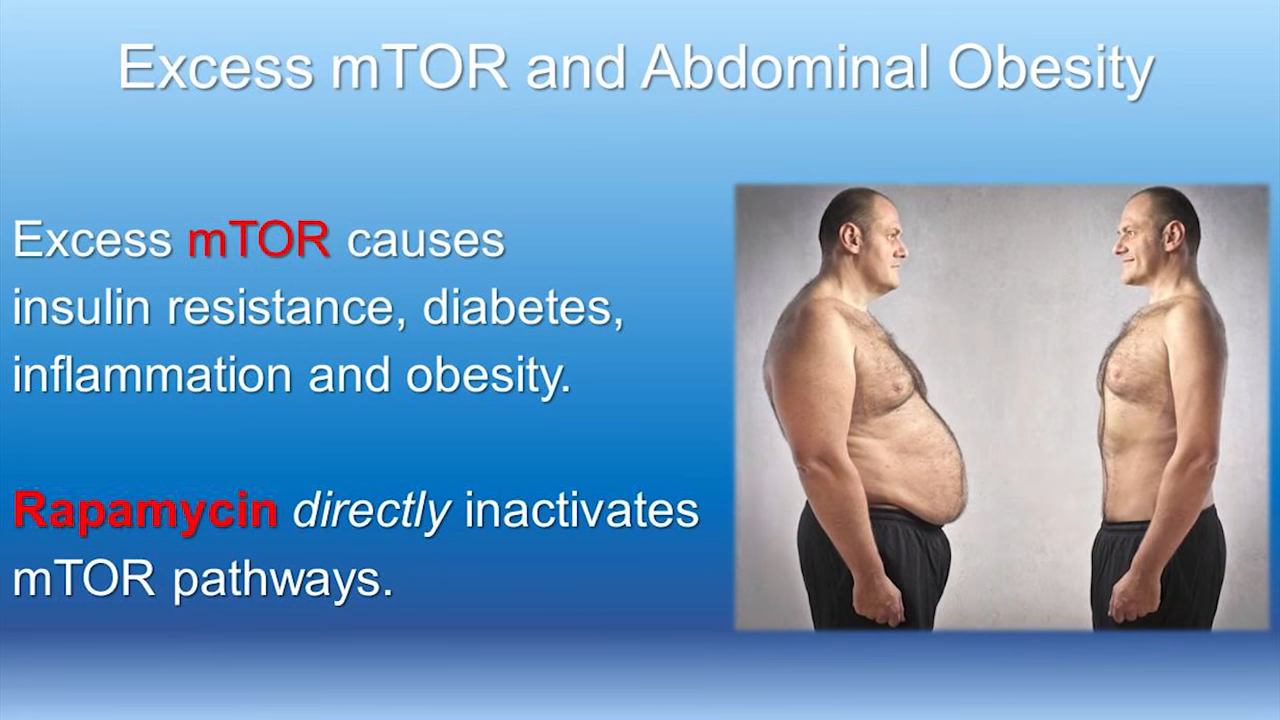 Excess mTOR and Abdominal Obesity
Excess mTOR causes
insulin resistance, diabetes,
inflammation and obesity.
Rapamycin directly inactivates
mTOR pathways.